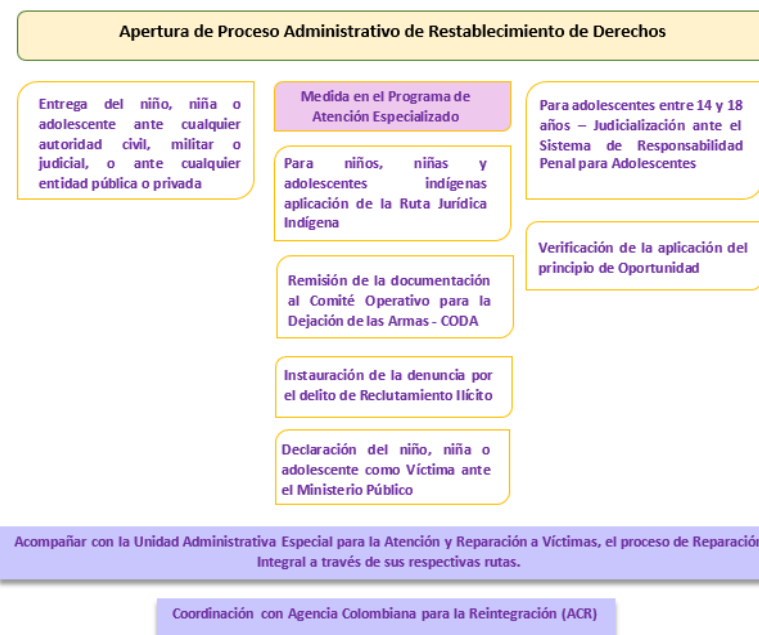 Apertura de Proceso Administrativo de Restablecimiento de Derechos
Entrega del niño, niña o
adolescente ante cualquier
autoridad civil, militar o
judicial, o ante cualquier
entidad pública o privada
Medida en el Programa de
Atención Especializado
Para niños, niñas y
adolescentes indígenas
aplicación de la Ruta Jurídica
Indígena
Remisión de la documentación
al Comité Operativo para la
Dejación de las Armas - CODA
Instauración de la denuncia por
el delito de Reclutamiento Ilícito
Declaración del niño, niña o
adolescente como Víctima ante
el Ministerio Público
Para adolescentes entre 14 y 18
años – Judicialización ante el
Sistema de Responsabilidad
Penal para Adolescentes
Verificación de la aplicación del
principio de Oportunidad
Acompañar con la Unidad Administrativa Especial para la Atención y Reparación a Víctimas, el proceso de Reparación
Integral a través de sus respectivas rutas.
Coordinación con Agencia Colombiana para la Reintegración (ACR)